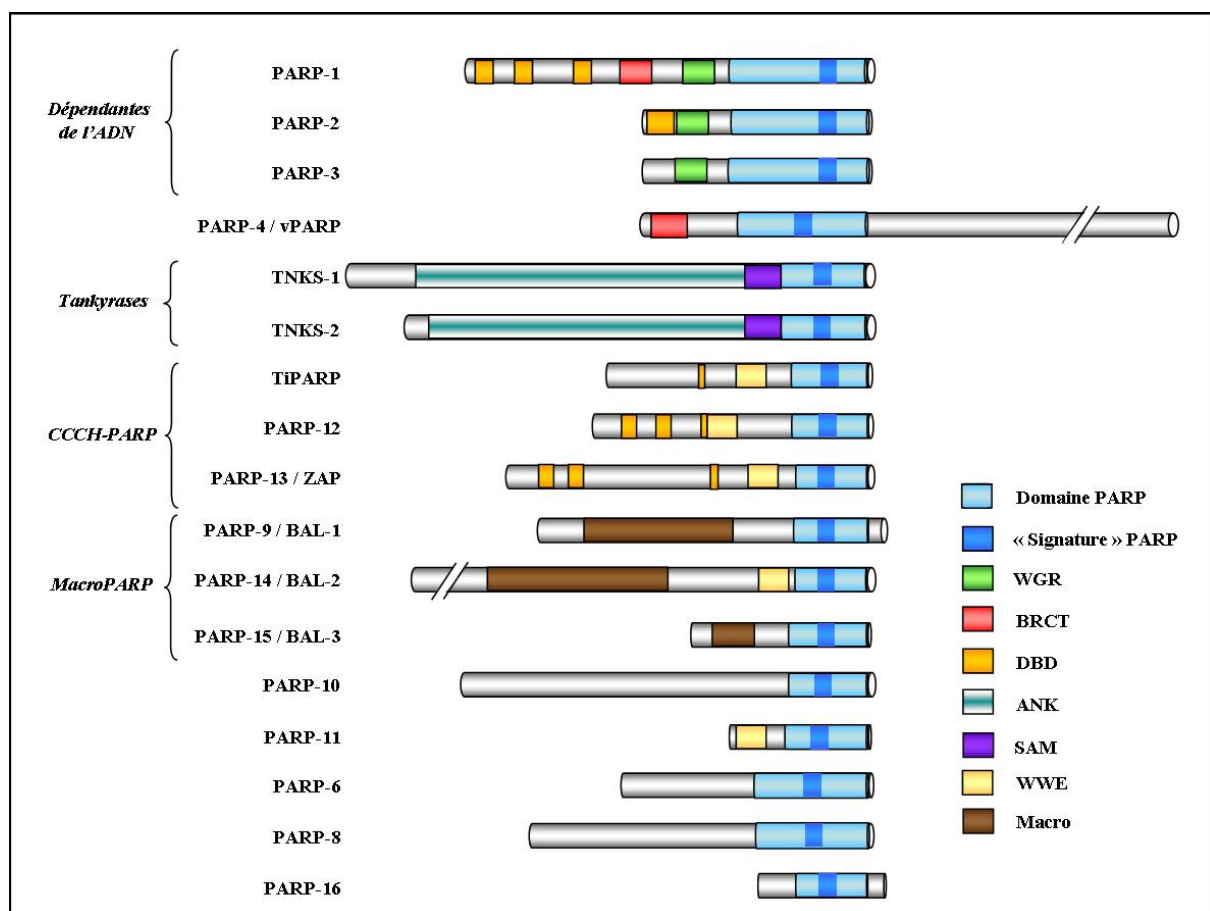 Dépendantes
de l'ADN
PARP-1
PARP-2
PARP-3
PARP-4 / vPARP
Tankyrases
TNKS-1
TNKS-2
CCCH-PARP
TiPARP
PARP-12
PARP-13 / ZAP
MacroPARP
PARP-9 / BAL-1
PARP-14 / BAL-2
PARP-15 / BAL-3
PARP-10
PARP-11
PARP-6
PARP-8
PARP-16
Domaine PARP
« Signature » PARP
WGR
BRCT
DBD
ANK
SAM
WWE
Macro